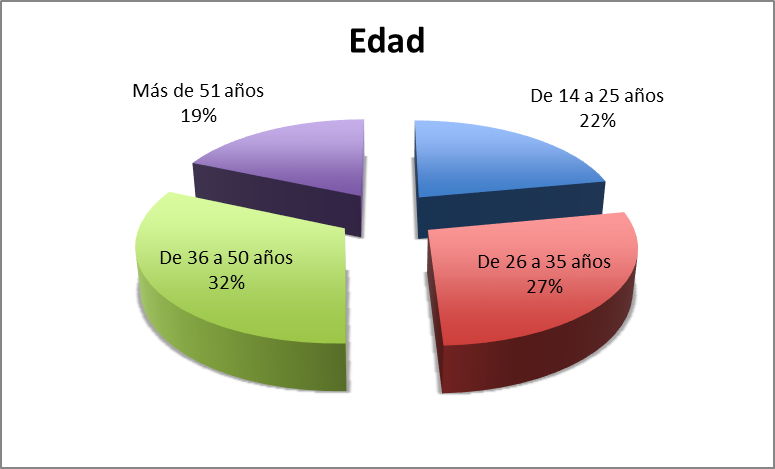 Edad
Más de 51 años
19%
De 14 a 25 años
22%
De 36 a 50 años
32%
De 26 a 35 años
27%